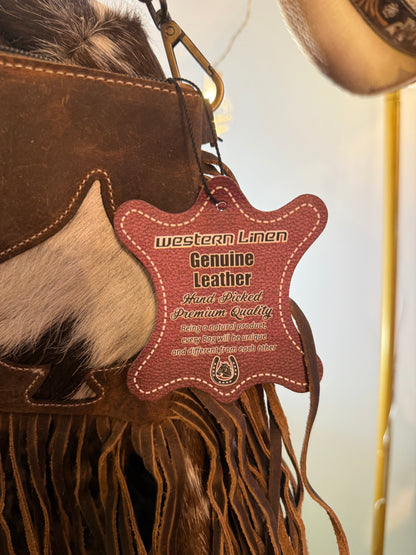 Western Linen
Genuine
Leather
Hand Picked
Premium Quality
Being a natural product,
every Bag will be unique
and different from each other